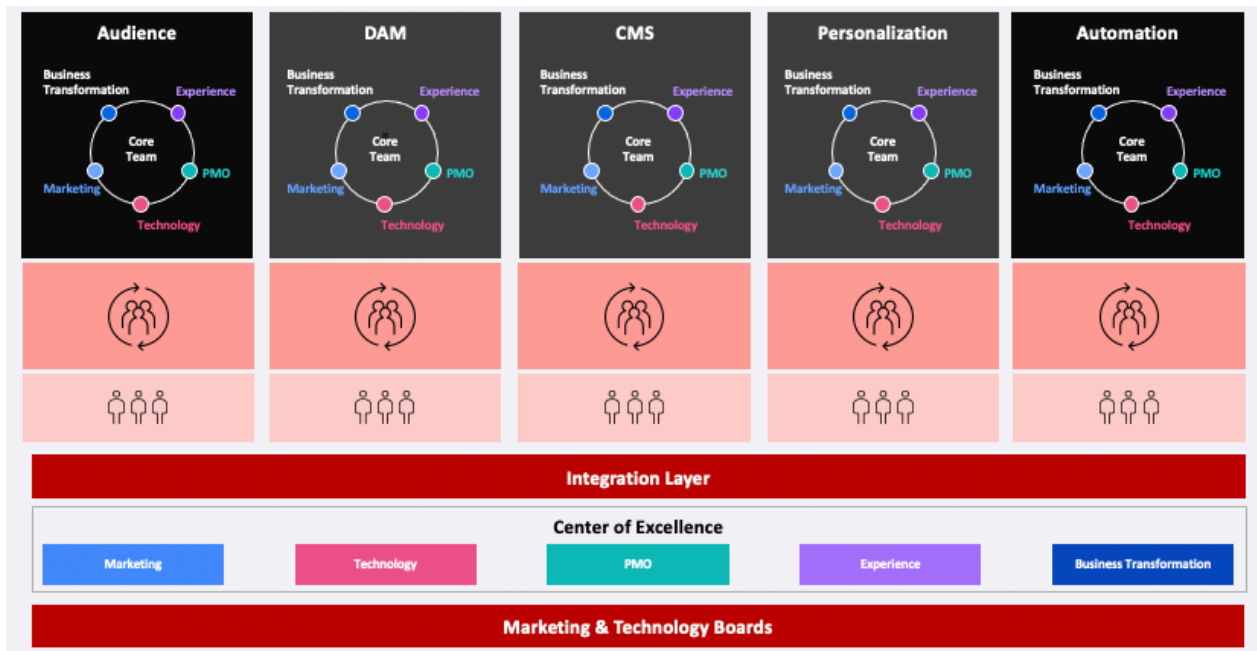 Audience
Business
Transformation
Experience
Core
Team
Marketing
PMO
Technology
DAM
Business
Transformation
Experience
Core
Team
Marketing
PMO
Technology
CMS
Business
Transformation
Experience
Core
Team
Marketing
PMO
Technology
Personalization
Business
Transformation
Experience
Core
Team
Marketing
PMO
Technology
Automation
Business
Transformation
Experience
Core
Team
Marketing
PMO
Technology
Integration Layer
Center of Excellence
Marketing
Technology
PMO
Experience
Business Transformation
Marketing & Technology Boards